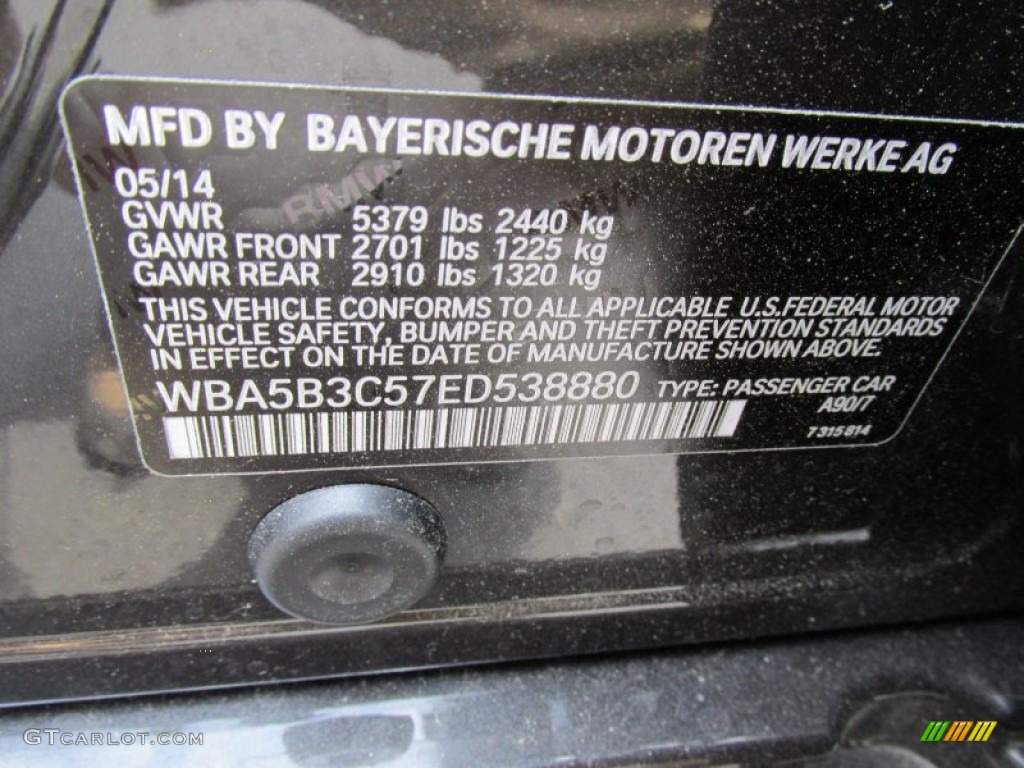 MFD BY BAYERISCHE MOTOREN WERKE AG
05/14
GVWR 5379 lbs 2440 kg
GAWR FRONT 2701 lbs 1225 kg
GAWR REAR 2910 lbs 1320 kg
THIS VEHICLE CONFORMS TO ALL APPLICABLE U.S.FEDERAL MOTOR
VEHICLE SAFETY, BUMPER AND THEFT PREVENTION STANDARDS
IN EFFECT ON THE DATE OF MANUFACTURE SHOWN ABOVE.
WBA5B3C57ED538880 TYPE: PASSENGER CAR
A90/7
7315814
GTCARLOT.COM